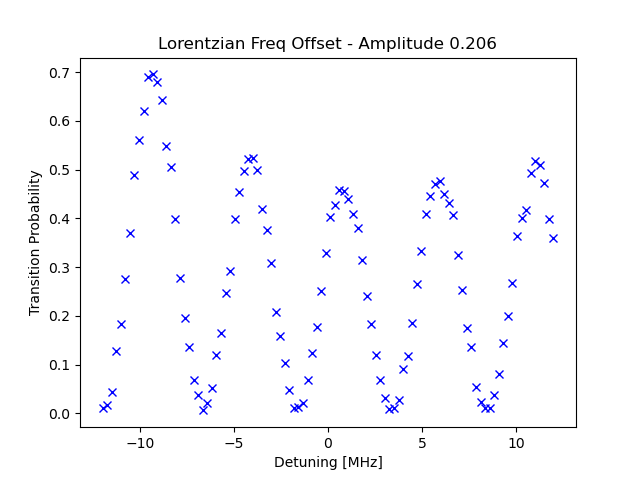 Lorentzian Freq Offset - Amplitude 0.206
Transition Probability
0.7
0.6
0.5
0.4
0.3
0.2
0.1
0.0
−10 −5 0 5 10
Detuning [MHz]